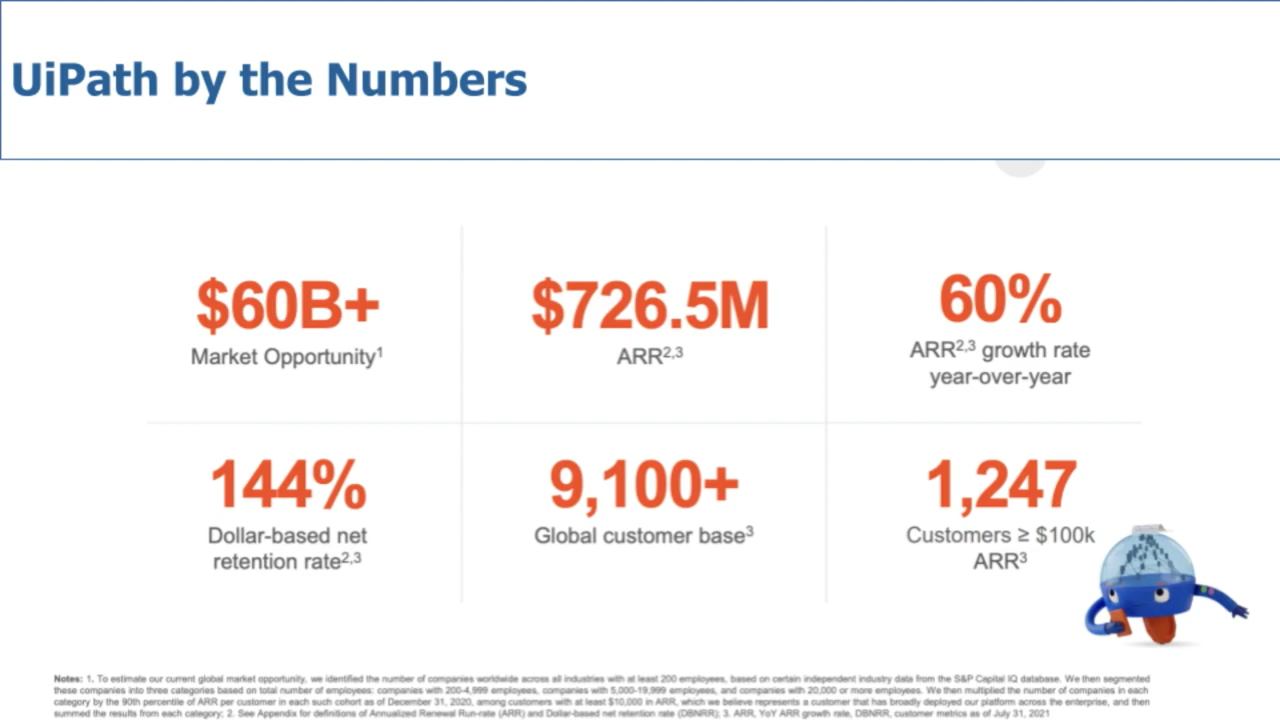 UiPath by the Numbers
$60B+
Market Opportunity1
$726.5M
ARR2,3
60%
ARR2,3 growth rate
year-over-year
144%
Dollar-based net
retention rate2,3
9,100+
Global customer base3
1,247
Customers ≥ $100k
ARR3
Notes: 1. To estimate our current global market opportunity, we identified the number of companies worldwide across all industries with at least 200 employees, based on certain independent industry data from the S&P Capital IQ database. We then segmented
these companies into three categories based on total number of employees: companies with 200-4,999 employees, companies with 5,000-19,999 employees, and companies with 20,000 or more employees. We then multiplied the number of companies in each
category by the 90th percentile of ARR per customer in each such cohort as of December 31, 2020, among customers with at least $10,000 in ARR, which we believe represents a customer that has broadly deployed our platform across the enterprise, and then
summed the results from each category; 2. See Appendix for definitions of Annualized Renewal Run-rate (ARR) and Dollar-based net retention rate (DBNRR); 3. ARR, YoY ARR growth rate, DBNRR, customer metrics as of July 31, 2021